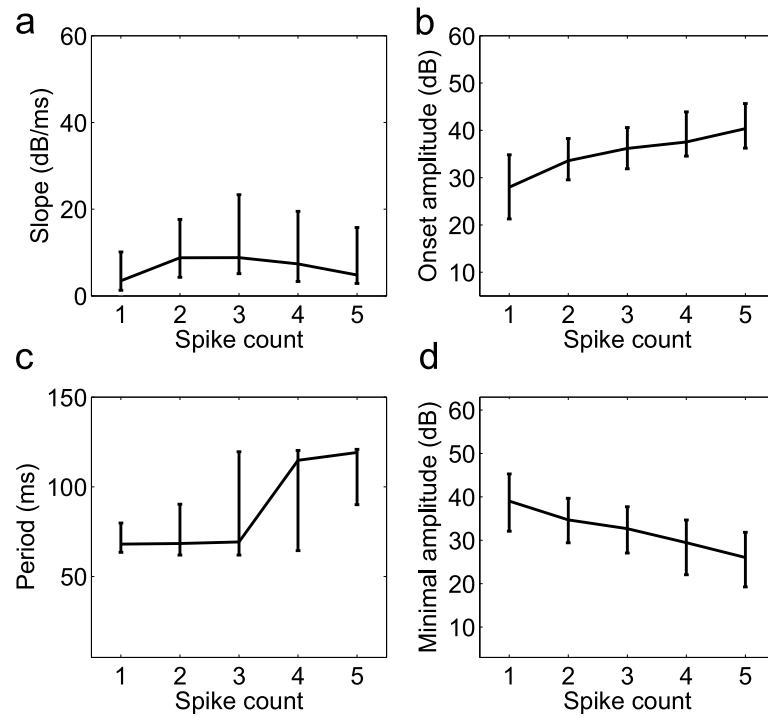 a
60
40
20
0
Slope (dB/ms)
1 2 3 4 5
Spike count
b
60
50
40
30
20
10
Onset amplitude (dB)
1 2 3 4 5
Spike count
c
150
100
50
Period (ms)
1 2 3 4 5
Spike count
d
60
50
40
30
20
10
Minimal amplitude (dB)
1 2 3 4 5
Spike count